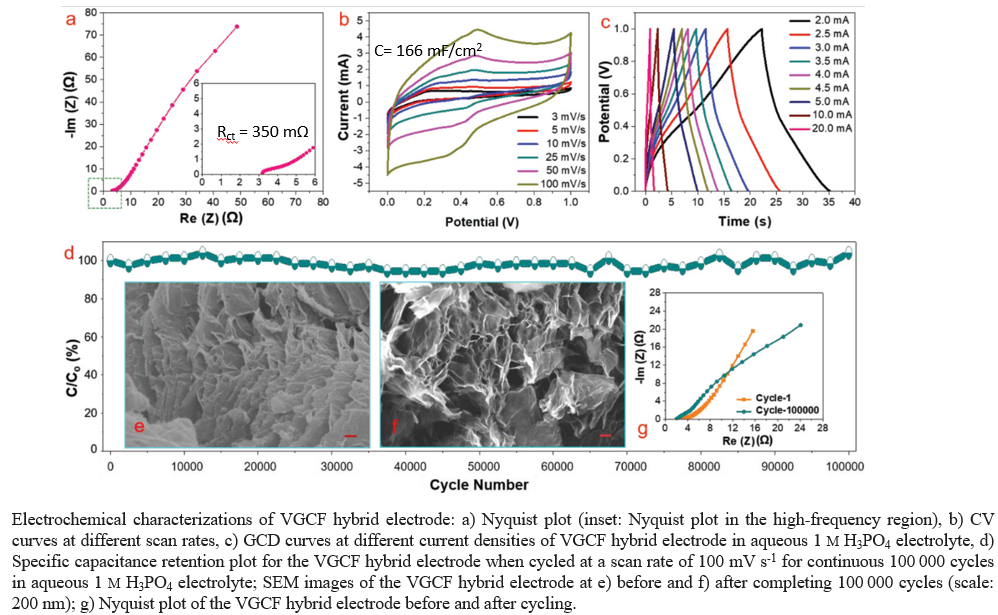 a
80
70
60
50
40
30
20
10
0
-Im (Z) (Ω)
0 10 20 30 40 50 60 70 80
Re (Z) (Ω)
6
5
4
3
2
1
0
Rct = 350 mΩ
0 1 2 3 4 5 6
b
5
4
3
2
1
0
-1
-2
-3
-4
-5
Current (mA)
C= 166 mF/cm2
3 mV/s
5 mV/s
10 mV/s
25 mV/s
50 mV/s
100 mV/s
0.0 0.2 0.4 0.6 0.8 1.0
Potential (V)
c
1.0
0.8
0.6
0.4
0.2
0.0
Potential (V)
2.0 mA
2.5 mA
3.0 mA
3.5 mA
4.0 mA
4.5 mA
5.0 mA
10.0 mA
20.0 mA
0 5 10 15 20 25 30 35 40
Time (s)
d
100
80
60
40
20
0
C/Co (%)
e
f
g
28
24
20
16
12
8
4
0
-Im (Z) (Ω)
Cycle-1
Cycle-100000
0 4 8 12 16 20 24 28
Re (Z) (Ω)
0 10000 20000 30000 40000 50000 60000 70000 80000 90000 100000
Cycle Number
Electrochemical characterizations of VGCF hybrid electrode: a) Nyquist plot (inset: Nyquist plot in the high-frequency region), b) CV
curves at different scan rates, c) GCD curves at different current densities of VGCF hybrid electrode in aqueous 1 M H3PO4 electrolyte, d)
Specific capacitance retention plot for the VGCF hybrid electrode when cycled at a scan rate of 100 mV s-1 for continuous 100 000 cycles
in aqueous 1 M H3PO4 electrolyte; SEM images of the VGCF hybrid electrode at e) before and f) after completing 100 000 cycles (scale:
200 nm); g) Nyquist plot of the VGCF hybrid electrode before and after cycling.